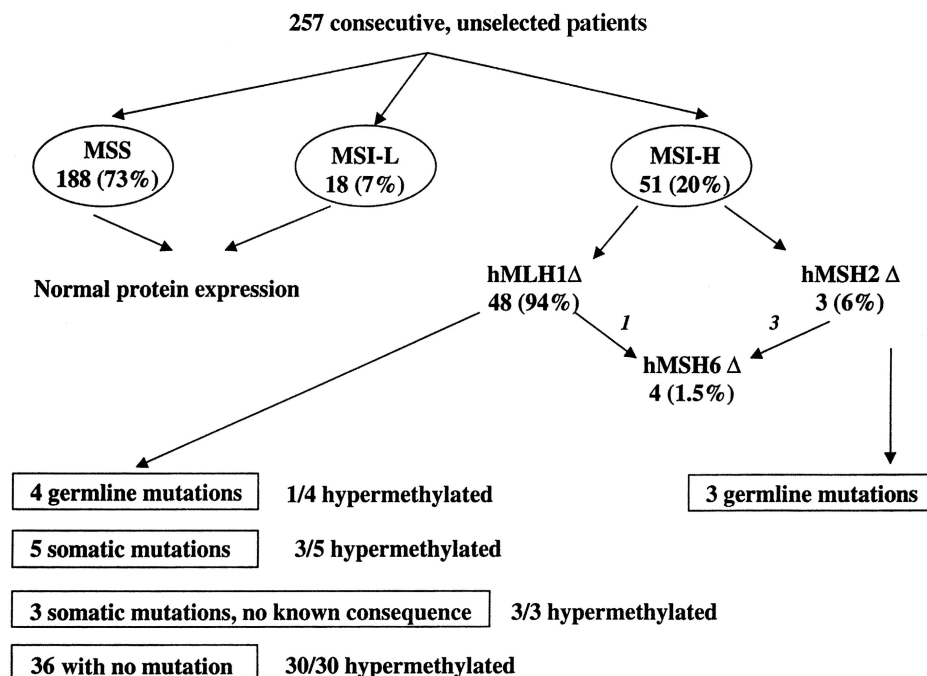 257 consecutive, unselected patients
MSS
188 (73%)
MSI-L
18 (7%)
MSI-H
51 (20%)
Normal protein expression
hMLH1Δ
48 (94%)
hMSH2 Δ
3 (6%)
1
3
hMSH6 Δ
4 (1.5%)
4 germline mutations
1/4 hypermethylated
3 germline mutations
5 somatic mutations
3/5 hypermethylated
3 somatic mutations, no known consequence
3/3 hypermethylated
36 with no mutation
30/30 hypermethylated